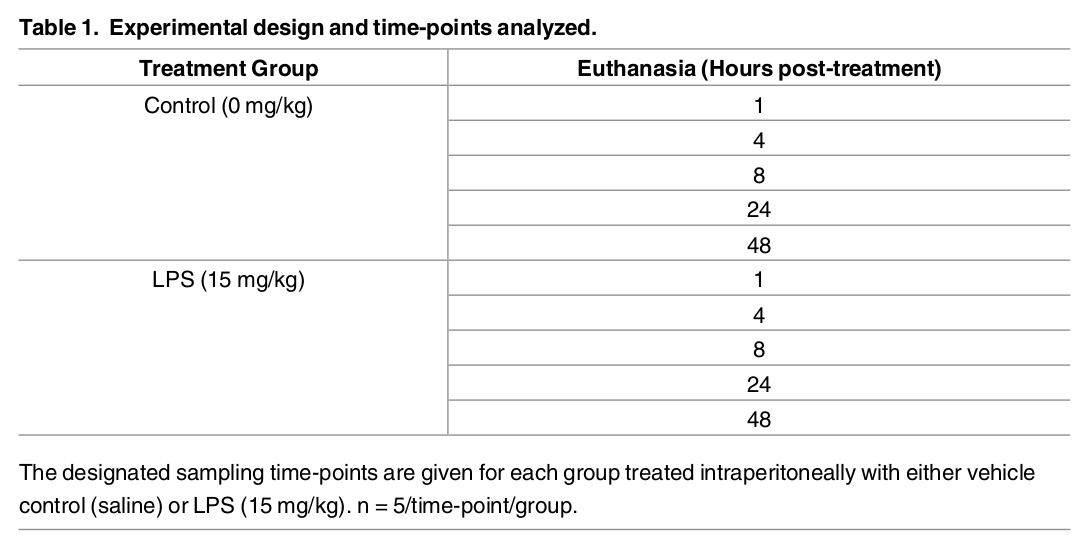 Table 1. Experimental design and time-points analyzed.
Treatment Group Euthanasia (Hours post-treatment)
Control (0 mg/kg) 1
4
8
24
48
LPS (15 mg/kg) 1
4
8
24
48
The designated sampling time-points are given for each group treated intraperitoneally with either vehicle
control (saline) or LPS (15 mg/kg). n = 5/time-point/group.